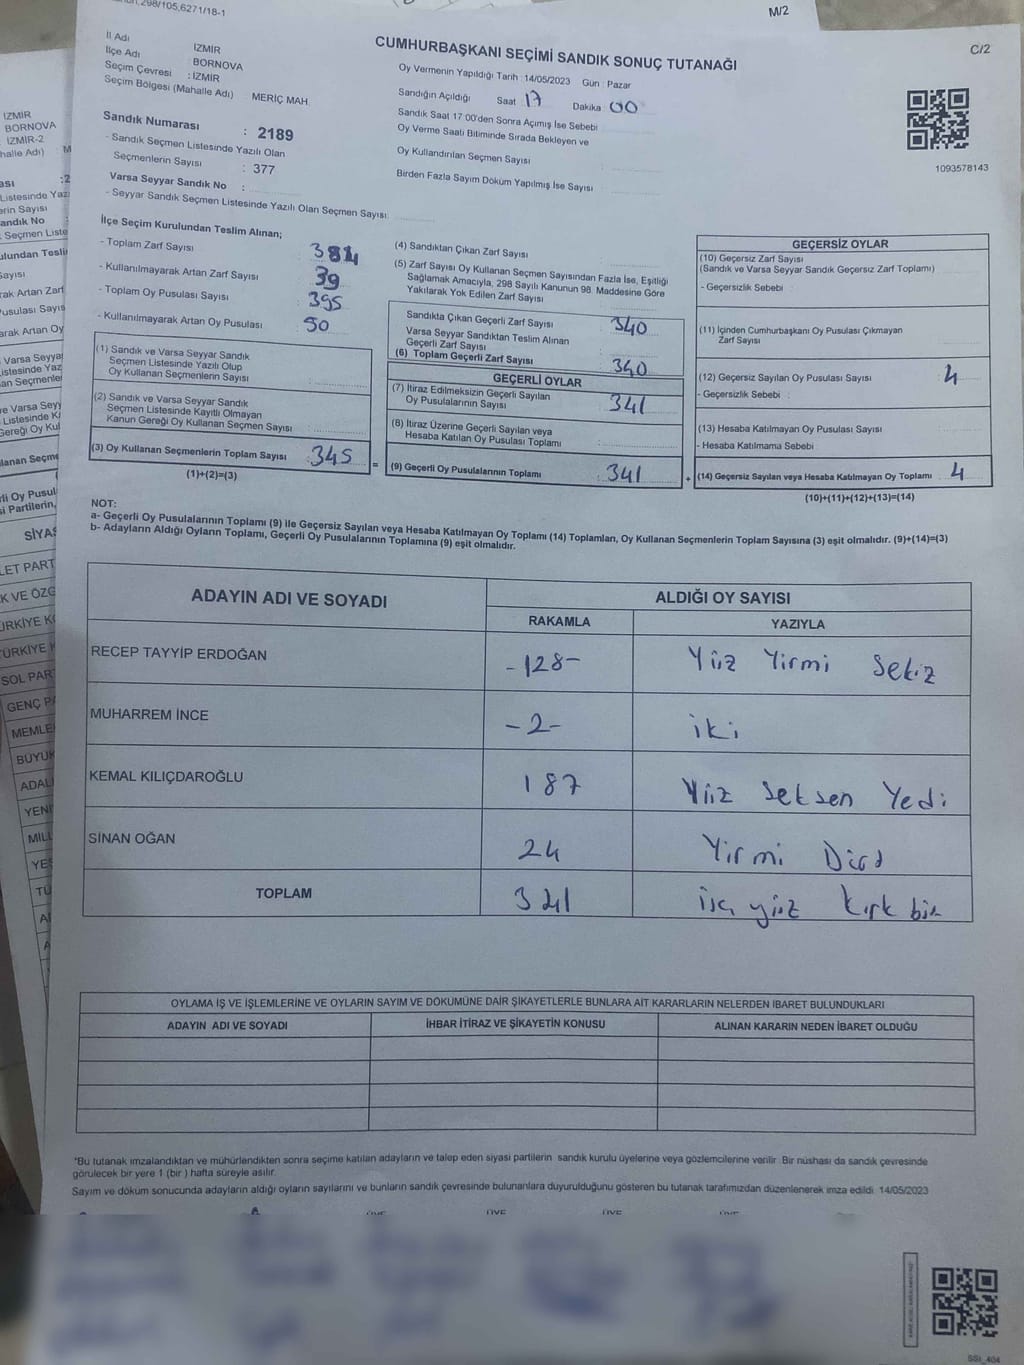 298/105,6271/18-1
M/2
C/2
CUMHURBAŞKANI SEÇİMİ SANDIK SONUÇ TUTANAĞI
İl Adı : İZMİR
İlçe Adı : BORNOVA
Seçim Çevresi : İZMİR
Seçim Bölgesi (Mahalle Adı) MERİÇ MAH.
Oy Vermenin Yapıldığı Tarih : 14/05/2023 Gün : Pazar
Sandığın Açıldığı Saat 17 Dakika 00
Sandık Saat 17 00'den Sonra Açımış İse Sebebi
Oy Verme Saati Bitiminde Sırada Bekleyen ve
Oy Kullandırılan Seçmen Sayısı
Birden Fazla Sayım Döküm Yapılmış İse Sayısı
1093578143
Sandık Numarası : 2189
- Sandık Seçmen Listesinde Yazılı Olan
Seçmenlerin Sayısı : 377
Varsa Seyyar Sandık No :
- Seyyar Sandık Seçmen Listesinde Yazılı Olan Seçmen Sayısı:
İlçe Seçim Kurulundan Teslim Alınan;
- Toplam Zarf Sayısı : 384
- Kullanılmayarak Artan Zarf Sayısı : 39
- Toplam Oy Pusulası Sayısı : 395
- Kullanılmayarak Artan Oy Pusulası : 50
(1) Sandık ve Varsa Seyyar Sandık
Seçmen Listesinde Yazılı Olup
Oy Kullanan Seçmenlerin Sayısı :
(2) Sandık ve Varsa Seyyar Sandık
Seçmen Listesinde Kayıtlı Olmayan
Kanun Gereği Oy Kullanan Seçmen Sayısı :
(3) Oy Kullanan Seçmenlerin Toplam Sayısı : 345 =
(1)+(2)=(3)
(4) Sandıktan Çıkan Zarf Sayısı
(5) Zarf Sayısı Oy Kullanan Seçmen Sayısından Fazla İse, Eşitliği
Sağlamak Amacıyla, 298 Sayılı Kanunun 98. Maddesine Göre
Yakılarak Yok Edilen Zarf Sayısı
Sandıkta Çıkan Geçerli Zarf Sayısı : 340
Varsa Seyyar Sandıktan Teslim Alınan
Geçerli Zarf Sayısı
(6) Toplam Geçerli Zarf Sayısı : 340
GEÇERLİ OYLAR
(7) İtiraz Edilmeksizin Geçerli Sayılan
Oy Pusulalarının Sayısı : 341
(8) İtiraz Üzerine Geçerli Sayılan veya
Hesaba Katılan Oy Pusulası Toplamı :
(9) Geçerli Oy Pusulalarının Toplamı : 341 +
GEÇERSİZ OYLAR
(10) Geçersiz Zarf Sayısı
(Sandık ve Varsa Seyyar Sandık Geçersiz Zarf Toplamı)
- Geçersizlik Sebebi :
(11) İçinden Cumhurbaşkanı Oy Pusulası Çıkmayan
Zarf Sayısı
(12) Geçersiz Sayılan Oy Pusulası Sayısı : 4
- Geçersizlik Sebebi :
(13) Hesaba Katılmayan Oy Pusulası Sayısı
- Hesaba Katılmama Sebebi
(14) Geçersiz Sayılan veya Hesaba Katılmayan Oy Toplamı : 4
(10)+(11)+(12)+(13)=(14)
NOT:
a- Geçerli Oy Pusulalarının Toplamı (9) ile Geçersiz Sayılan veya Hesaba Katılmayan Oy Toplamı (14) Toplamları, Oy Kullanan Seçmenlerin Toplam Sayısına (3) eşit olmalıdır. (9)+(14)=(3)
b- Adayların Aldığı Oyların Toplamı, Geçerli Oy Pusulalarının Toplamına (9) eşit olmalıdır.
ADAYIN ADI VE SOYADI ALDIĞI OY SAYISI
RAKAMLA YAZIYLA
RECEP TAYYİP ERDOĞAN -128- Yüz Yirmi Sekiz
MUHARREM İNCE -2- iki
KEMAL KILIÇDAROĞLU 187 Yüz Seksen Yedi
SİNAN OĞAN 24 Yirmi Dört
TOPLAM 341 üç yüz kırk bir
OYLAMA İŞ VE İŞLEMLERİNE VE OYLARIN SAYIM VE DÖKÜMÜNE DAİR ŞİKAYETLERLE BUNLARA AİT KARARLARIN NELERDEN İBARET BULUNDUKLARI
ADAYIN ADI VE SOYADI İHBAR İTİRAZ VE ŞİKAYETİN KONUSU ALINAN KARARIN NEDEN İBARET OLDUĞU
*Bu tutanak imzalandıktan ve mühürlendikten sonra seçime katılan adayların ve talep eden siyasi partilerin sandık kurulu üyelerine veya gözlemcilerine verilir. Bir nüshası da sandık çevresinde
görülecek bir yere 1 (bir) hafta süreyle asılır.
Sayım ve döküm sonucunda adayların aldığı oyların sayılarını ve bunların sandık çevresinde bulunanlara duyurulduğunu gösteren bu tutanak tarafımızdan düzenlenerek imza edildi. 14/05/2023
ÜYE ÜYE ÜYE ÜYE